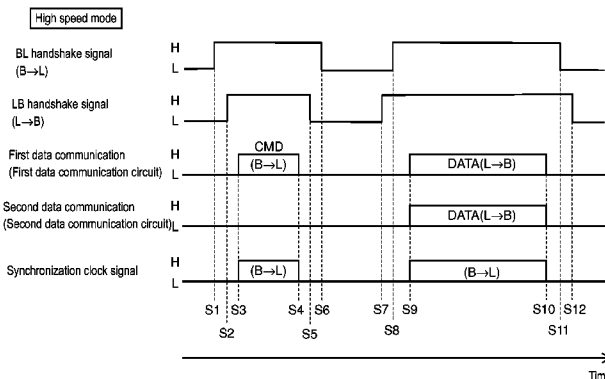 High speed mode
BL handshake signal
(B→L)
H
L
LB handshake signal
(L→B)
H
L
First data communication
(First data communication circuit)
H
L
CMD
(B→L)
DATA(L→B)
Second data communication
(Second data communication circuit)
H
L
DATA(L→B)
Synchronization clock signal
H
L
(B→L)
(B→L)
S1 S3 S4 S6 S7 S9 S10 S12
S2 S5 S8 S11